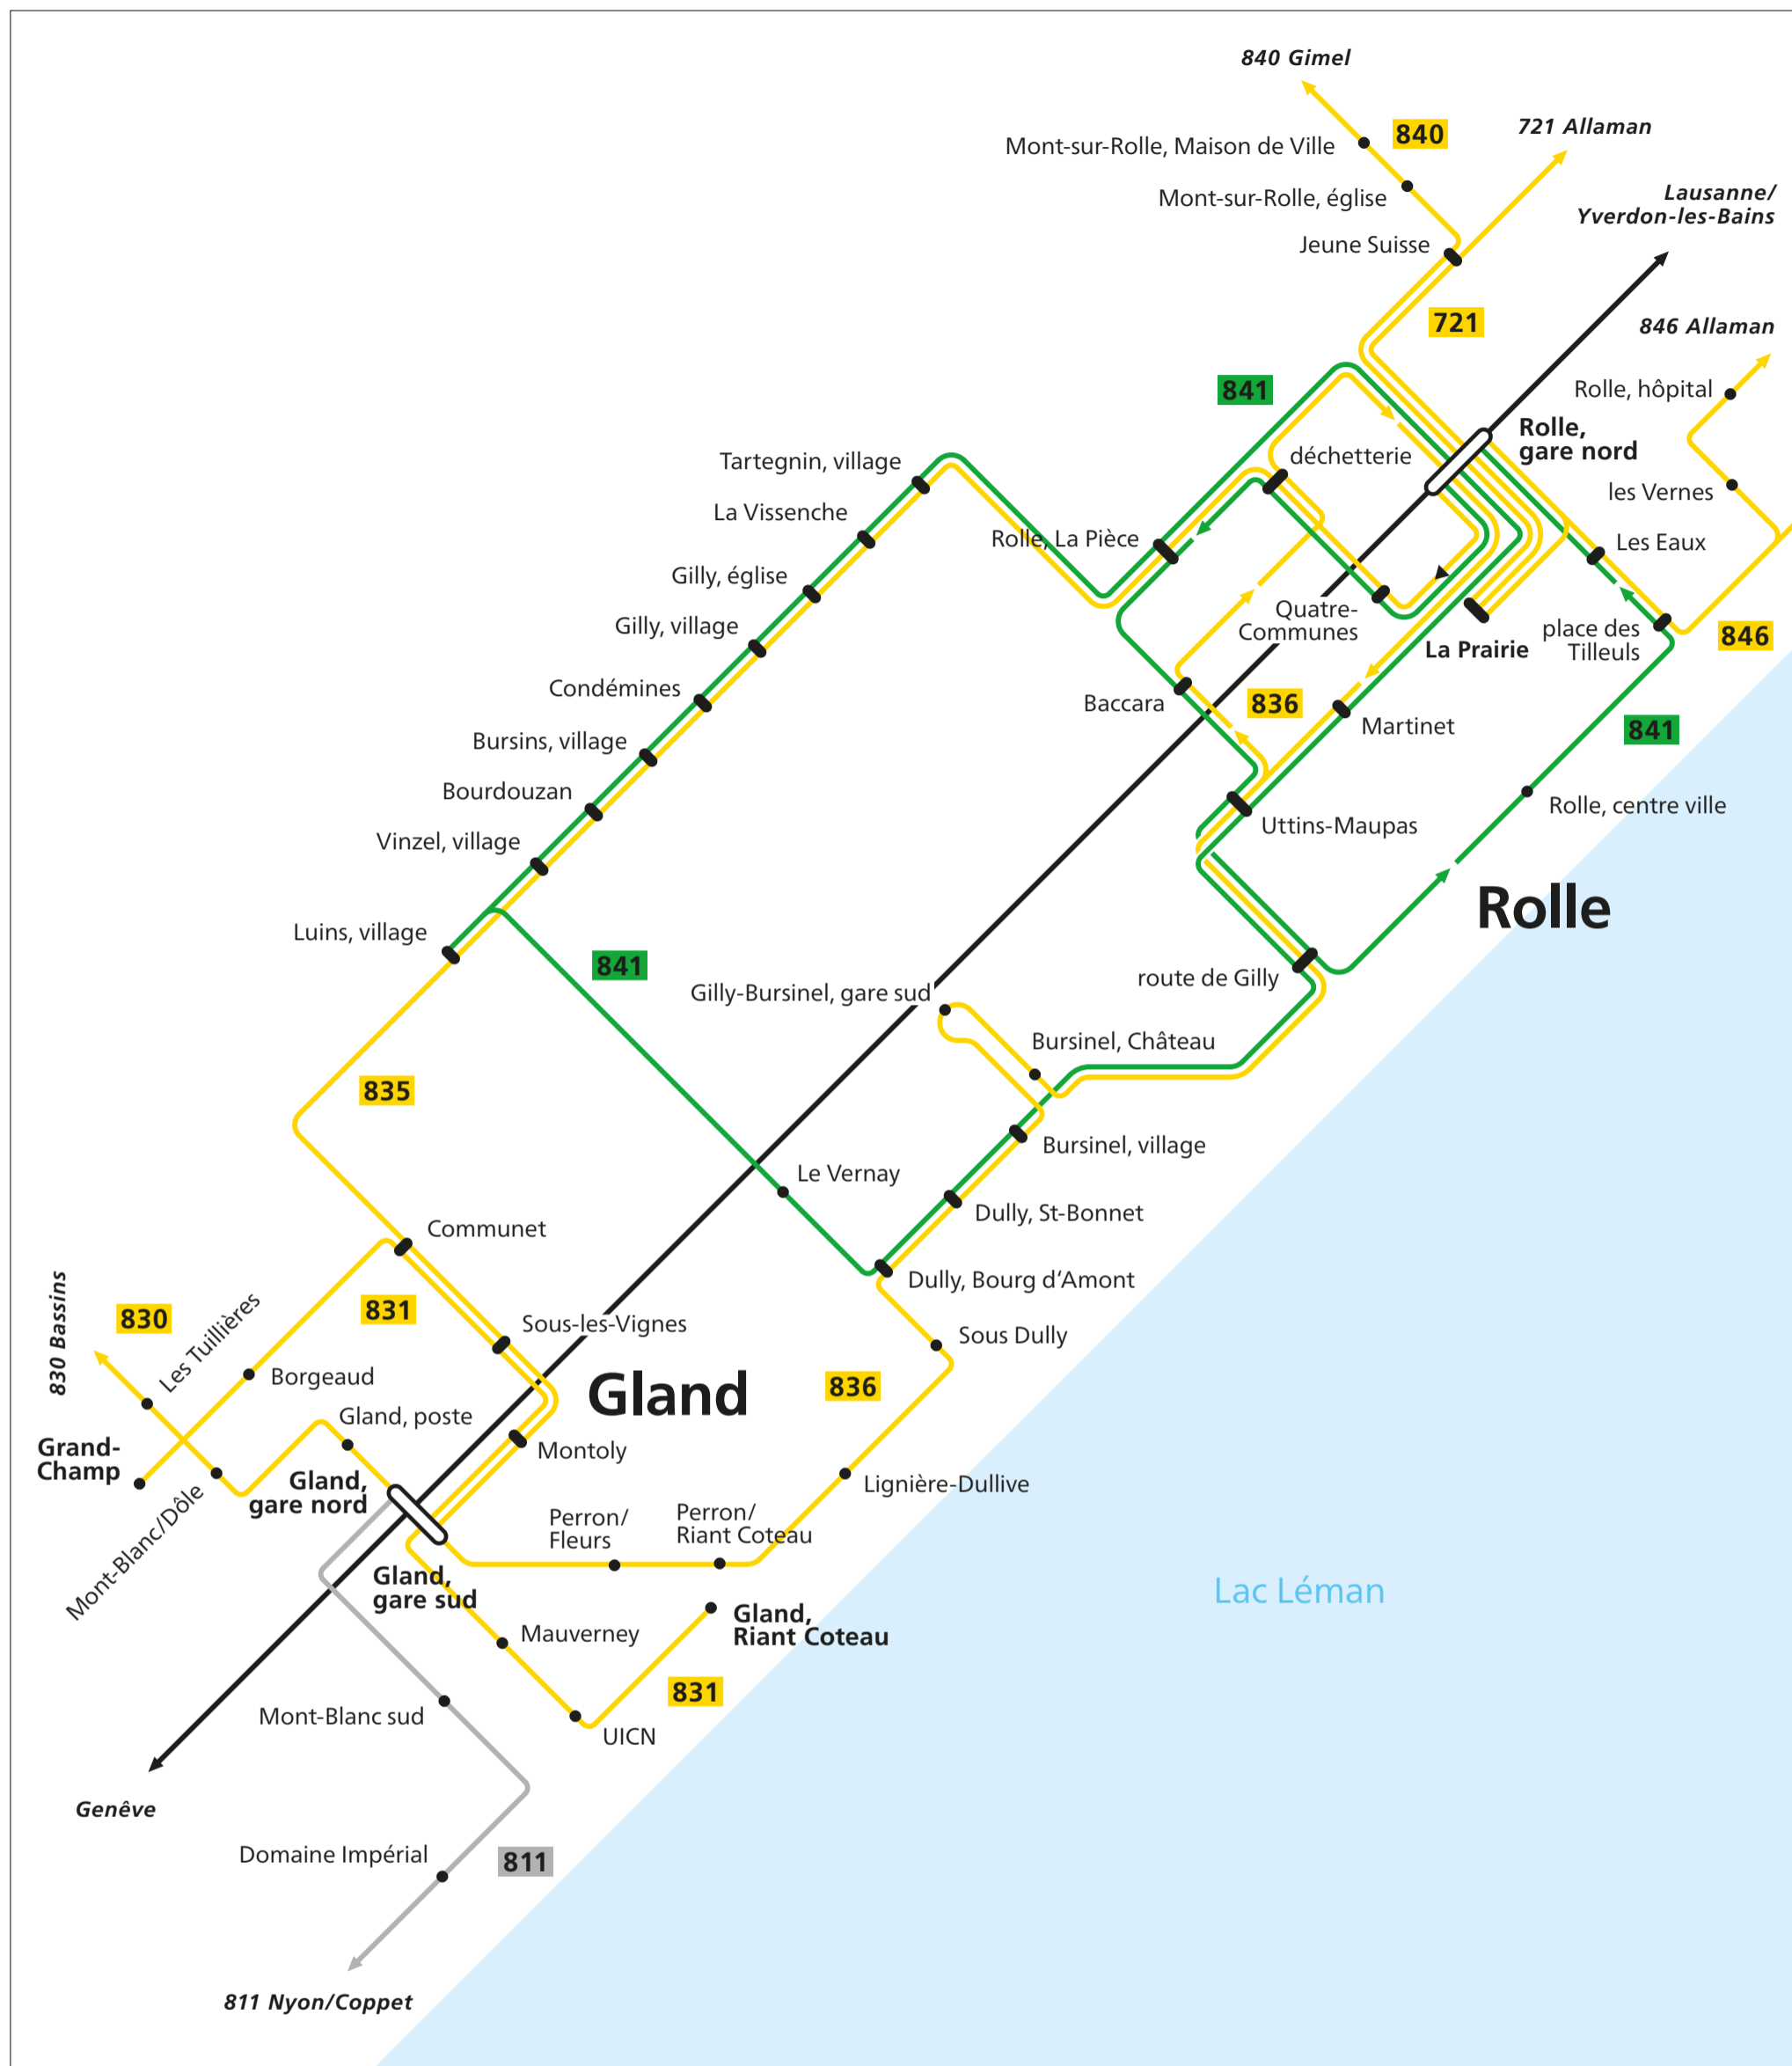 840 Gimel
840
721 Allaman
Mont-sur-Rolle, Maison de Ville
Mont-sur-Rolle, église
Lausanne/
Yverdon-les-Bains
Jeune Suisse
721
846 Allaman
841
Rolle, hôpital
Rolle,
gare nord
déchetterie
Tartegnin, village
les Vernes
La Vissenche
Rolle, La Pièce
Les Eaux
Gilly, église
Quatre-
Communes
Gilly, village
place des
Tilleuls
846
La Prairie
Condémines
Baccara
836
Martinet
841
Bursins, village
Bourdouzan
Rolle, centre ville
Uttins-Maupas
Vinzel, village
Rolle
Luins, village
841
route de Gilly
Gilly-Bursinel, gare sud
Bursinel, Château
835
Bursinel, village
Le Vernay
Dully, St-Bonnet
Communet
Dully, Bourg d’Amont
830 Bassins
830
Les Tuillières
831
Sous-les-Vignes
Sous Dully
Borgeaud
Gland
836
Gland, poste
Grand-
Champ
Montoly
Gland,
gare nord
Lignière-Dullive
Mont-Blanc/Dôle
Perron/
Fleurs
Perron/
Riant Coteau
Gland,
gare sud
Lac Léman
Gland,
Riant Coteau
Mauverney
831
Mont-Blanc sud
UICN
Genêve
Domaine Impérial
811
811 Nyon/Coppet